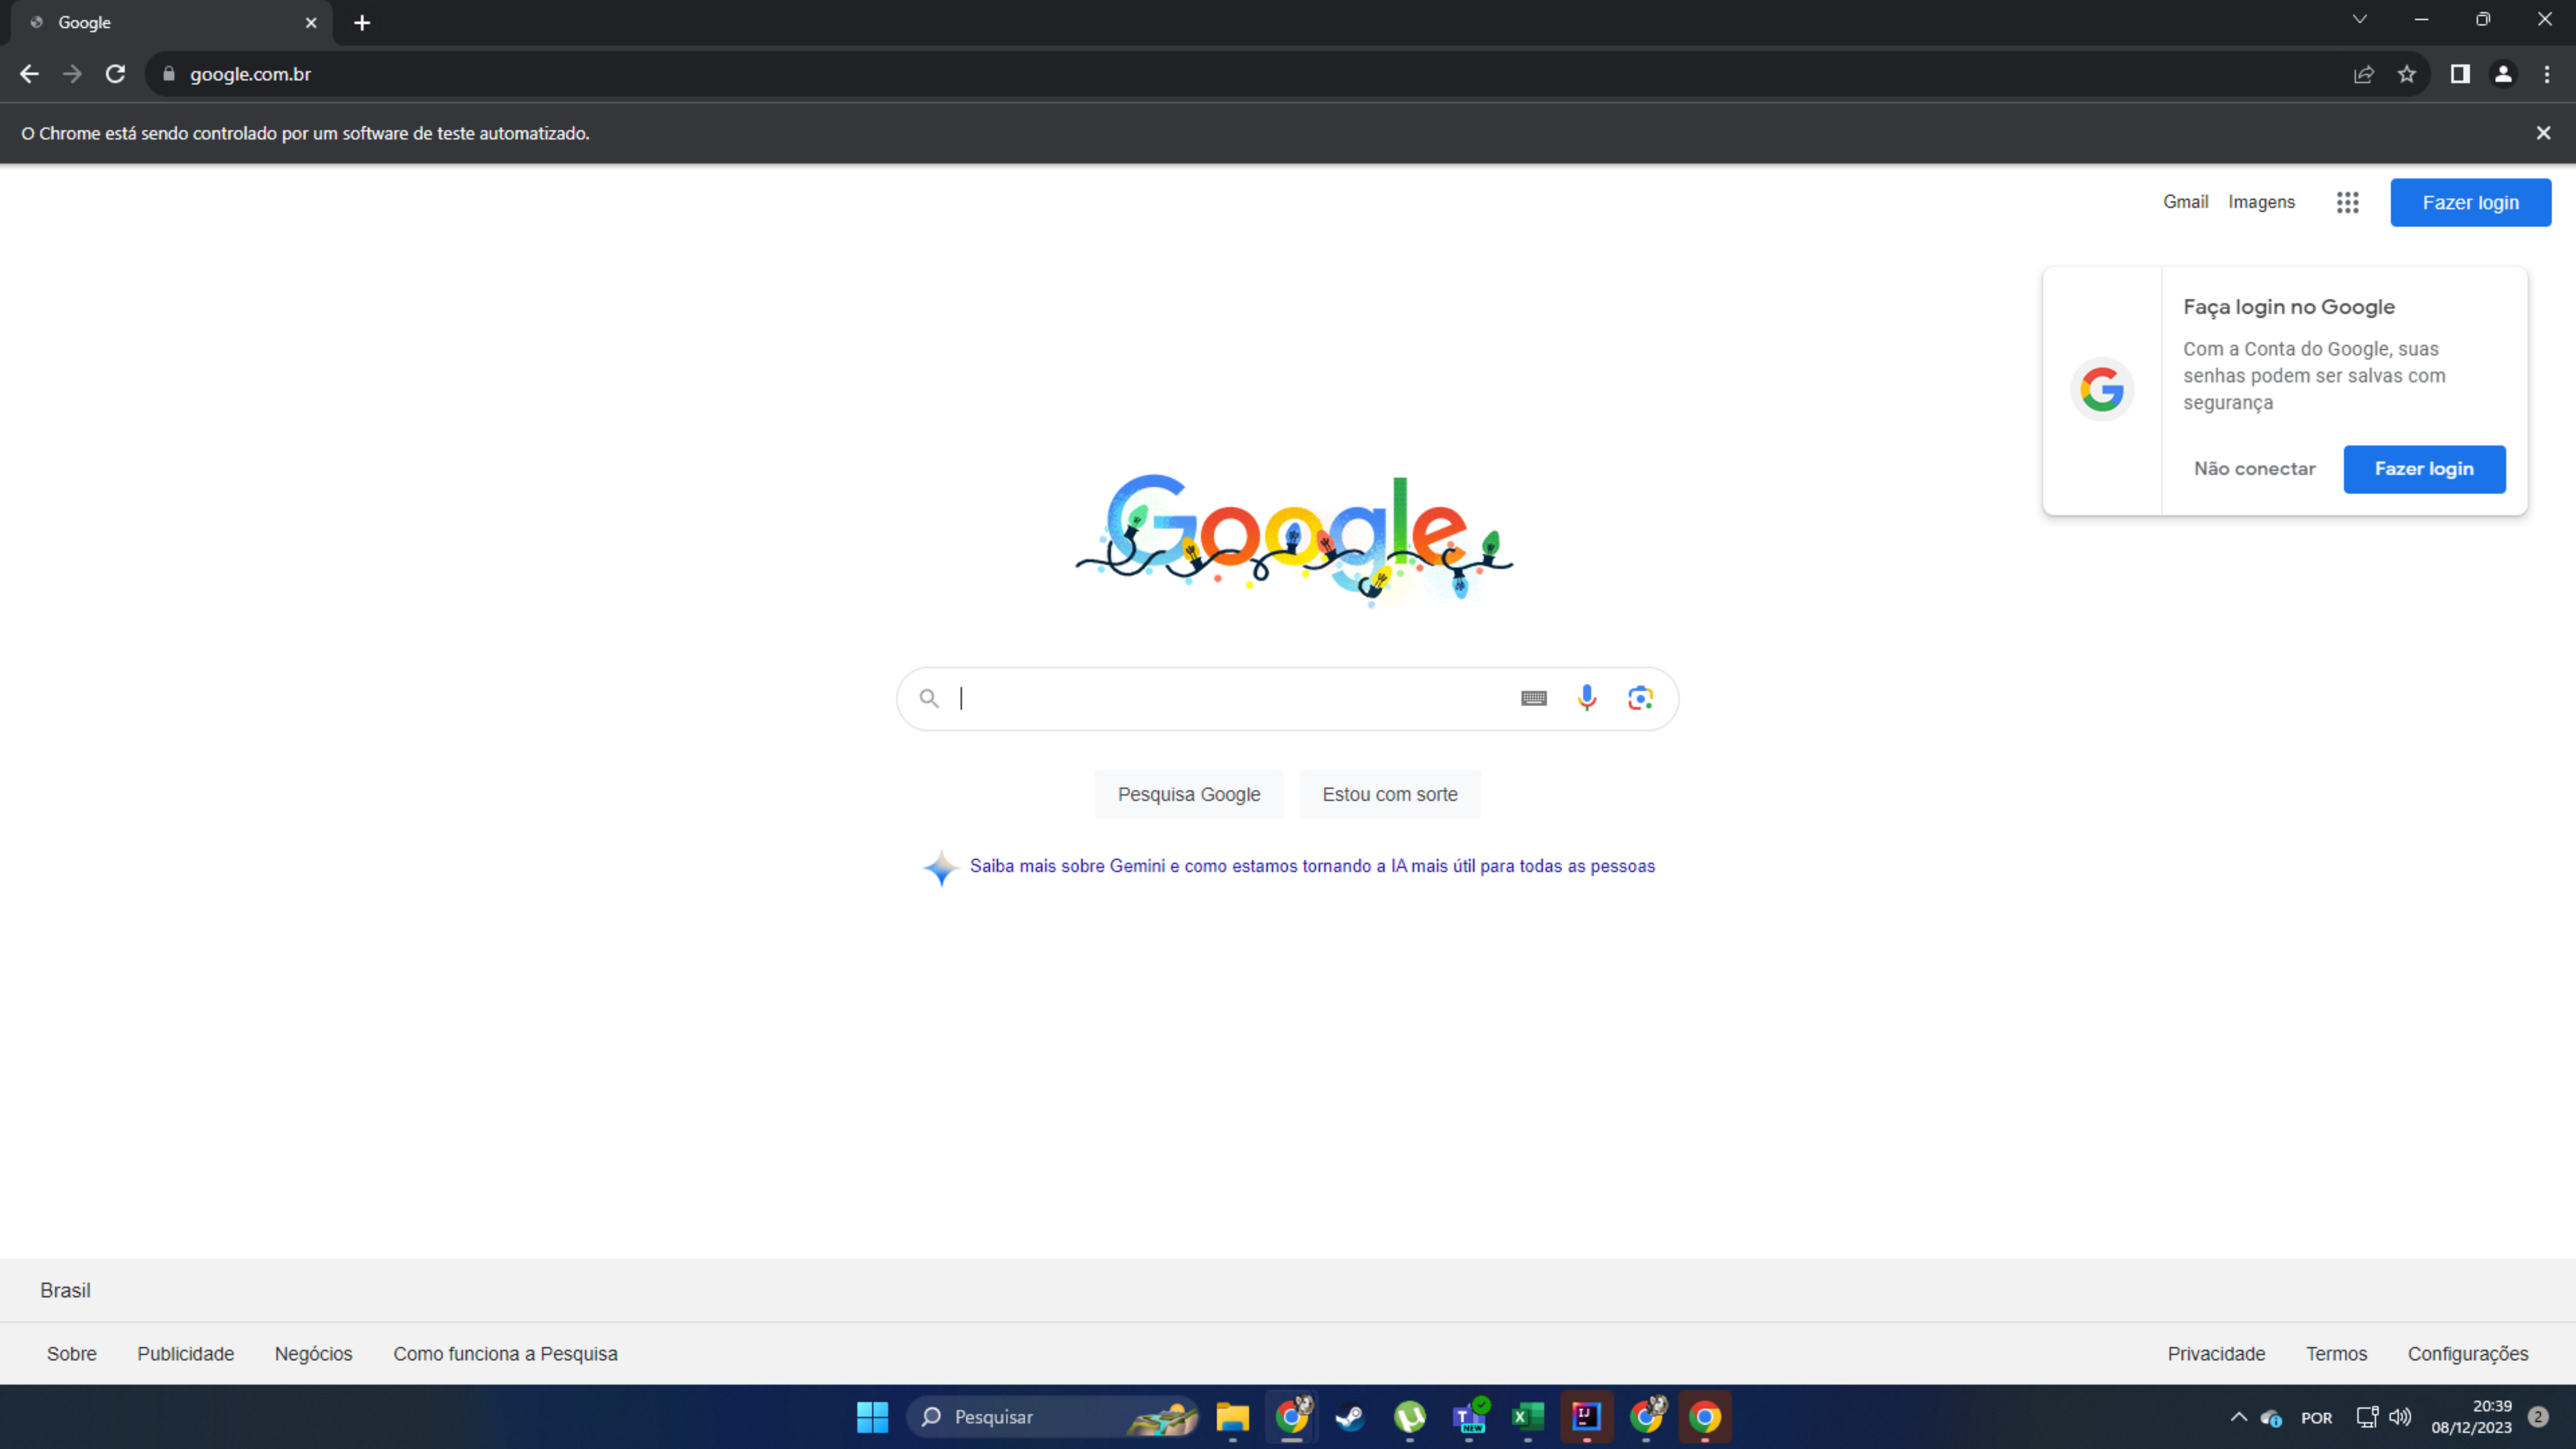 Google
google.com.br
O Chrome está sendo controlado por um software de teste automatizado.
Gmail Imagens Fazer login
Faça login no Google
Com a Conta do Google, suas
senhas podem ser salvas com
segurança
Não conectar Fazer login
Google
Pesquisa Google Estou com sorte
Saiba mais sobre Gemini e como estamos tornando a IA mais útil para todas as pessoas
Brasil
Sobre Publicidade Negócios Como funciona a Pesquisa Privacidade Termos Configurações
Pesquisar
NEW
POR
20:39
08/12/2023
2